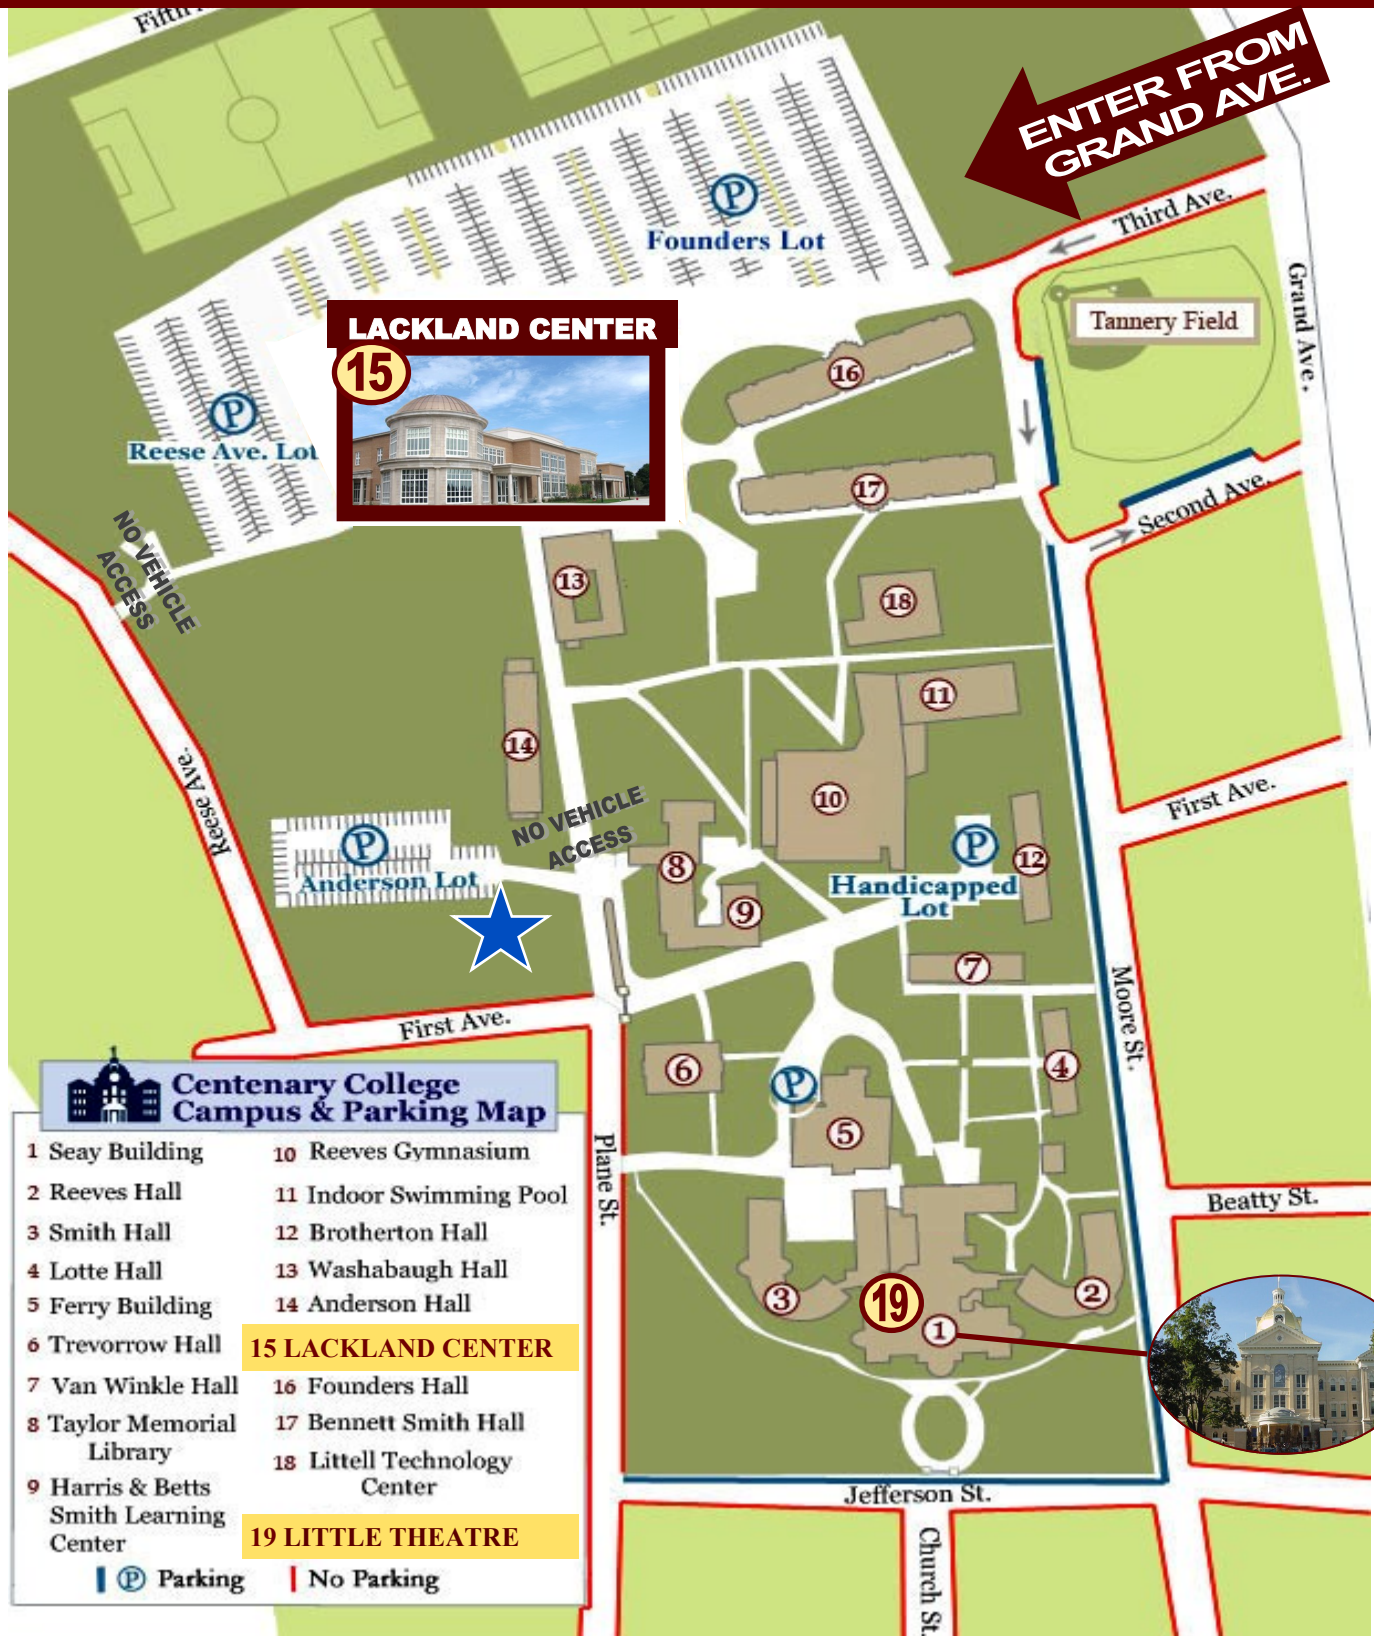 Fifth
ENTER FROM
GRAND AVE.
Third Ave.
P
Founders Lot
Grand Ave.
Tannery Field
LACKLAND CENTER
15
16
P
Reese Ave. Lot
17
Second Ave.
NO VEHICLE
ACCESS
13
18
11
14
Reese Ave.
First Ave.
NO VEHICLE
ACCESS
10
P
Anderson Lot
8
P
12
Handicapped
Lot
9
7
Moore St.
First Ave.
6
P
4
5
Plane St.
Beatty St.
3
19
1
2
Jefferson St.
Church St.
Centenary College
Campus & Parking Map
1 Seay Building
2 Reeves Hall
3 Smith Hall
4 Lotte Hall
5 Ferry Building
6 Trevorrow Hall
7 Van Winkle Hall
8 Taylor Memorial
Library
9 Harris & Betts
Smith Learning
Center
10 Reeves Gymnasium
11 Indoor Swimming Pool
12 Brotherton Hall
13 Washabaugh Hall
14 Anderson Hall
15 LACKLAND CENTER
16 Founders Hall
17 Bennett Smith Hall
18 Littell Technology
Center
19 LITTLE THEATRE
P Parking
No Parking